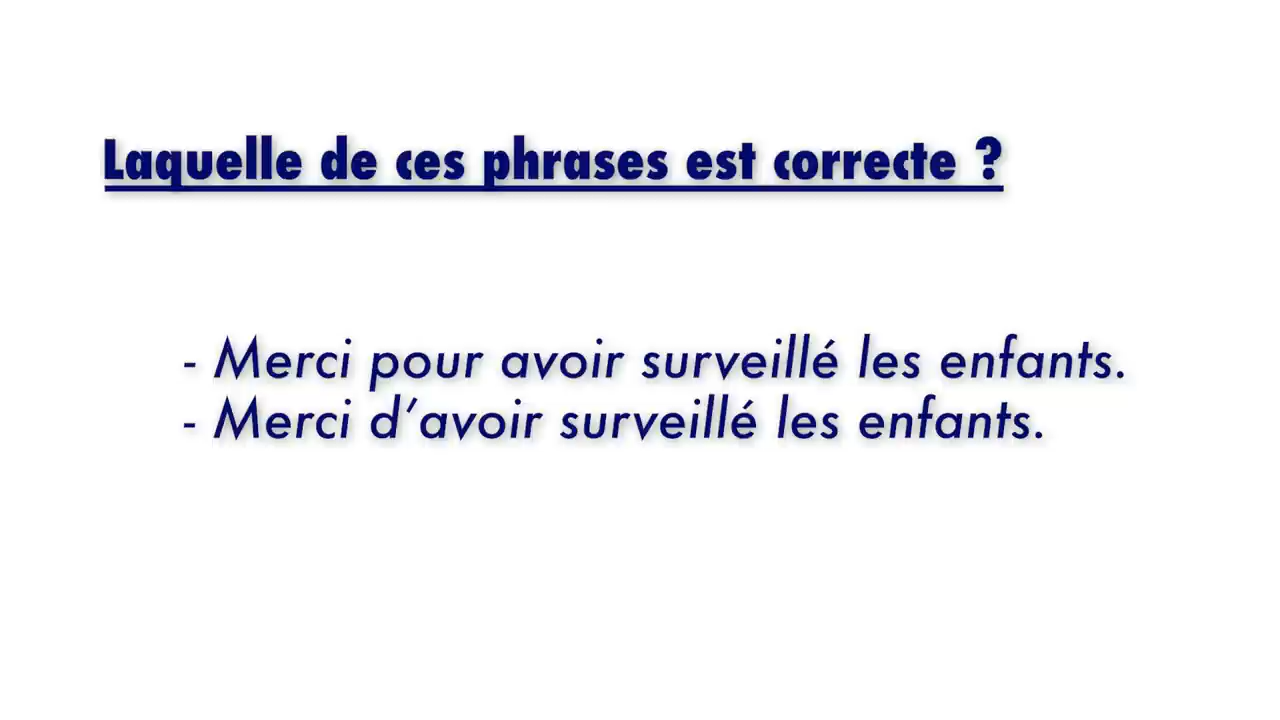 Laquelle de ces phrases est correcte ?
- Merci pour avoir surveillé les enfants.
- Merci d’avoir surveillé les enfants.